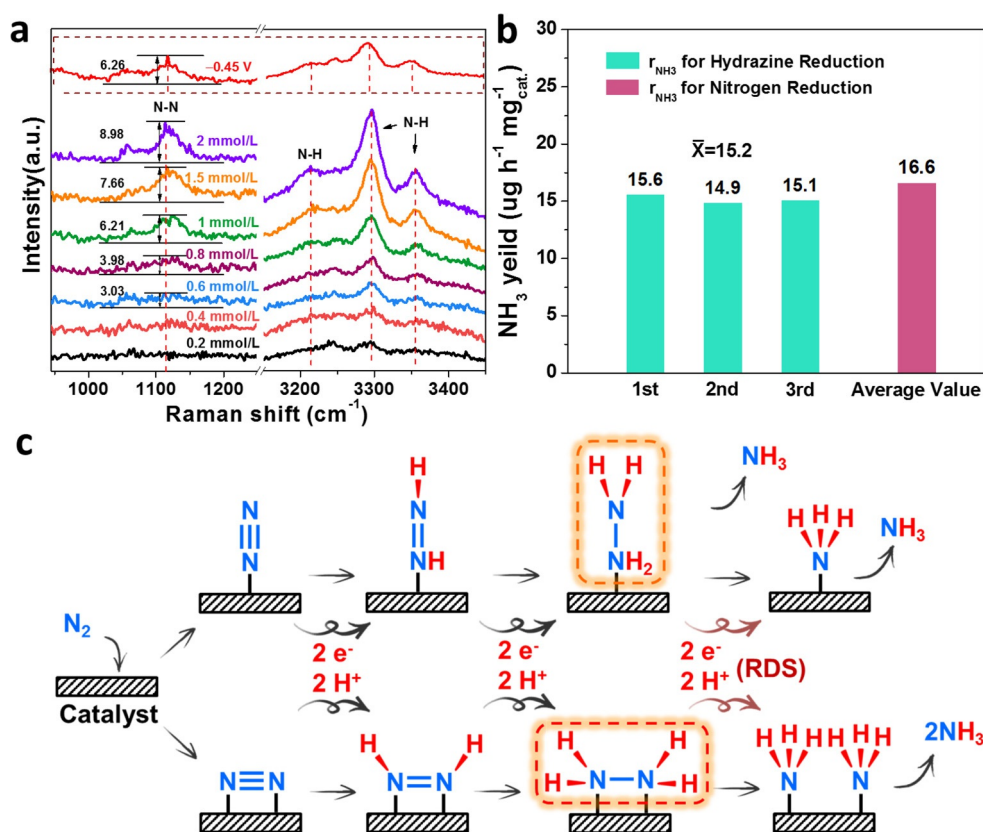 a
6.26
−0.45 V
N-N
8.98
2 mmol/L
7.66
1.5 mmol/L
6.21
1 mmol/L
3.98
0.8 mmol/L
3.03
0.6 mmol/L
0.4 mmol/L
0.2 mmol/L
N-H
N-H
Intensity(a.u.)
1000 1100 1200 3200 3300 3400
Raman shift (cm⁻¹)
b
NH₃ yeild (ug h⁻¹ mg⁻¹cat.)
30
25
20
15
10
5
0
r_NH3 for Hydrazine Reduction
r_NH3 for Nitrogen Reduction
X̄=15.2
15.6
14.9
15.1
16.6
1st 2nd 3rd Average Value
c
N₂
Catalyst
N
N
H
N
NH
H H
N
NH₂
NH₃
H H H
N
NH₃
2 e⁻
2 H⁺
2 e⁻
2 H⁺
2 e⁻
2 H⁺ (RDS)
N≡N
H H
N=N
H H
H N−N H
H H H H H H
N N
2NH₃